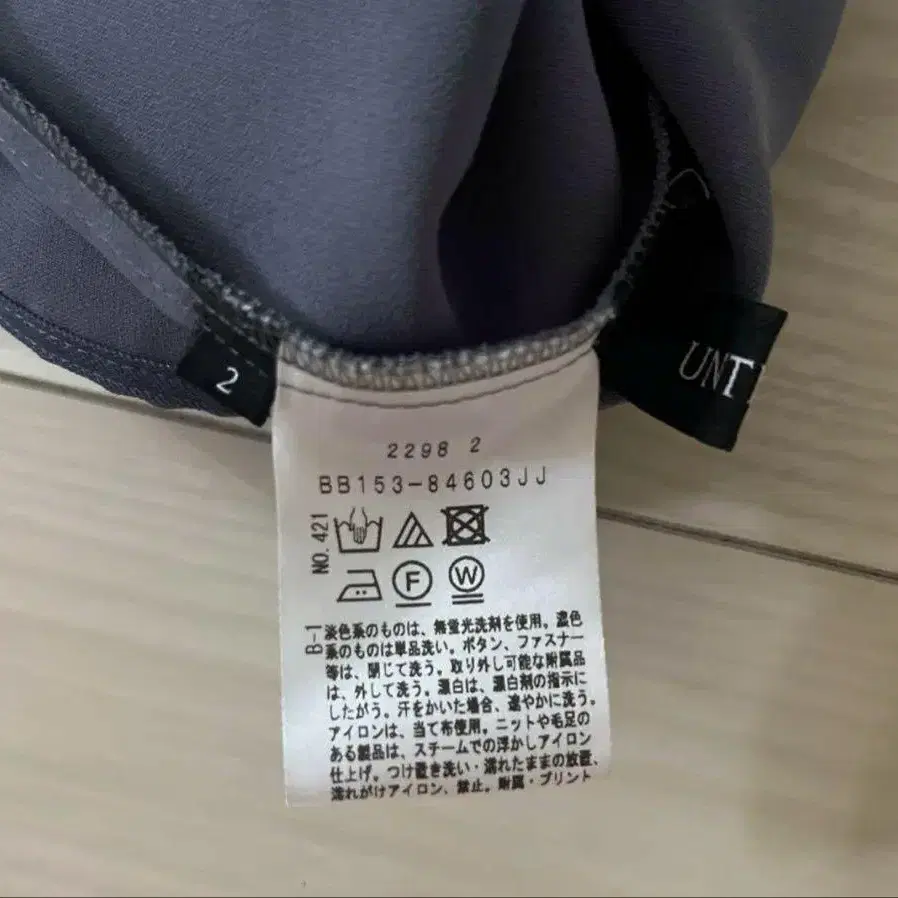 2
UNT
2298 2
BB153-84603JJ
NO.421
F
W
B-1
淡色系のものは、無蛍光洗剤を使用。濃色
系のものは単品洗い。ボタン、ファスナー
等は、閉じて洗う。取り外し可能な附属品
は、外して洗う。漂白は、漂白剤の指示に
したがう。汗をかいた場合、速やかに洗う。
アイロンは、当て布使用。ニットや毛足の
ある製品は、スチームでの浮かしアイロン
仕上げ。つけ置き洗い・濡れたままの放置、
濡れがけアイロン、禁止。附属・プリント